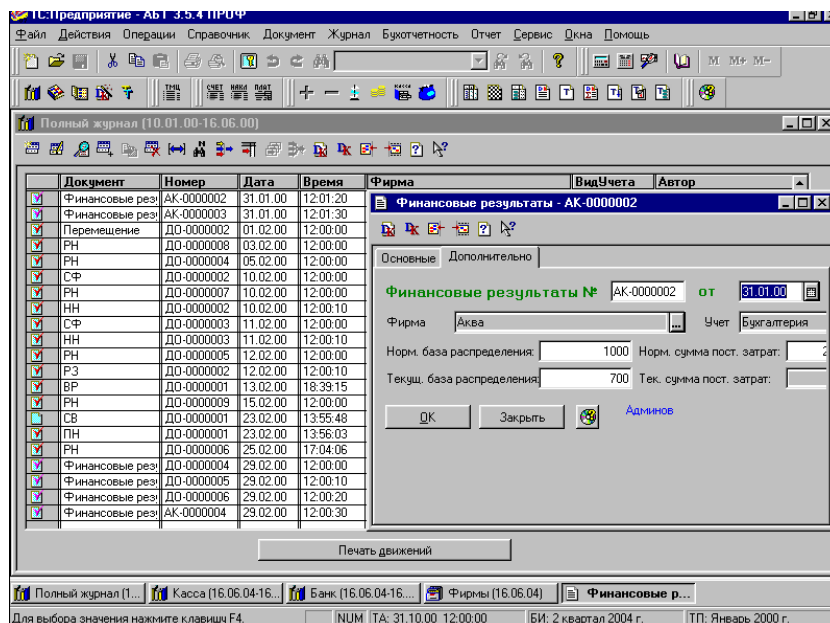 1С:Предприятие - АБТ 3.5.4 ПРОФ
Файл Действия Операции Справочник Документ Журнал Бухотчетность Отчет Сервис Окна Помощь
M M+ M-
ТМЦ СЧЕТ НАКЛ ПЛАТ
Полный журнал (10.01.00-16.06.00)
Документ Номер Дата Время Фирма ВидУчета Автор
Финансовые рез АК-0000002 31.01.00 12:01:20
Финансовые рез АК-0000003 31.01.00 12:01:30
Перемещение ДО-0000002 01.02.00 12:00:00
РН ДО-0000008 03.02.00 12:00:00
РН ДО-0000004 05.02.00 12:00:00
СФ ДО-0000002 10.02.00 12:00:00
РН ДО-0000007 10.02.00 12:00:00
НН ДО-0000002 10.02.00 12:00:10
СФ ДО-0000003 11.02.00 12:00:00
НН ДО-0000003 11.02.00 12:00:10
РН ДО-0000005 12.02.00 12:00:00
РЗ ДО-0000002 12.02.00 12:00:10
ВР ДО-0000001 13.02.00 18:39:15
РН ДО-0000009 15.02.00 12:00:00
СВ ДО-0000001 23.02.00 13:55:48
ПН ДО-0000001 23.02.00 13:56:03
РН ДО-0000006 25.02.00 17:04:06
Финансовые рез ДО-0000004 29.02.00 12:00:00
Финансовые рез ДО-0000005 29.02.00 12:00:10
Финансовые рез ДО-0000006 29.02.00 12:00:20
Финансовые рез АК-0000004 29.02.00 12:00:30
Финансовые результаты - АК-0000002
Основные Дополнительно
Финансовые результаты № АК-0000002 от 31.01.00
Фирма Аква ... Учет Бухгалтерия
Норм. база распределения: 1000 Норм. сумма пост. затрат: 2
Текущ. база распределения: 700 Тек. сумма пост. затрат:
OK Закрыть Админов
Печать движений
Полный журнал (1... Касса (16.06.04-16... Банк (16.06.04-16.... Фирмы (16.06.04) Финансовые р...
Для выбора значения нажмите клавишу F4. NUM TA: 31.10.00 12:00:00 БИ: 2 квартал 2004 г. ТП: Январь 2000 г.